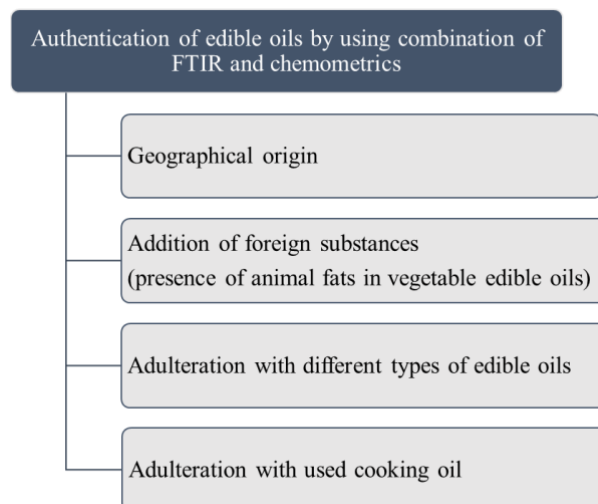 Authentication of edible oils by using combination of
FTIR and chemometrics
Geographical origin
Addition of foreign substances
(presence of animal fats in vegetable edible oils)
Adulteration with different types of edible oils
Adulteration with used cooking oil